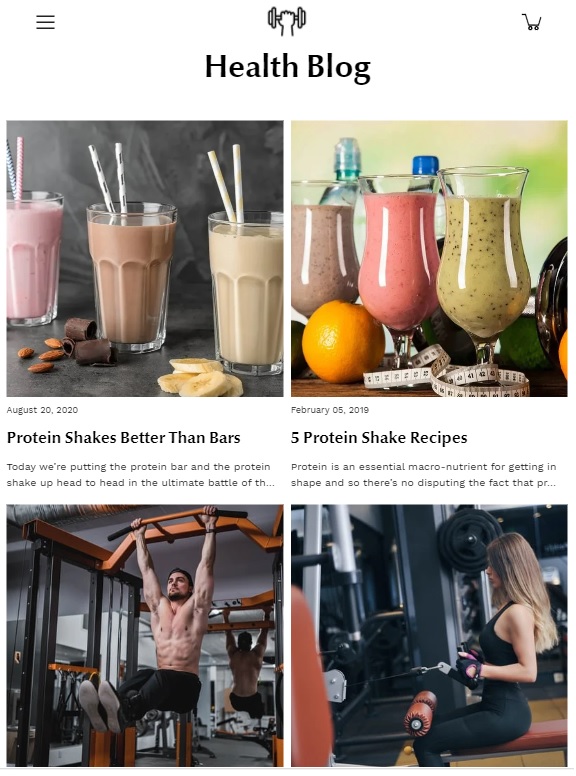 Health Blog
August 20, 2020
Protein Shakes Better Than Bars
Today we're putting the protein bar and the protein
shake up head to head in the ultimate battle of th...
February 05, 2019
5 Protein Shake Recipes
Protein is an essential macro-nutrient for getting in
shape and so there's no disputing the fact that pr...